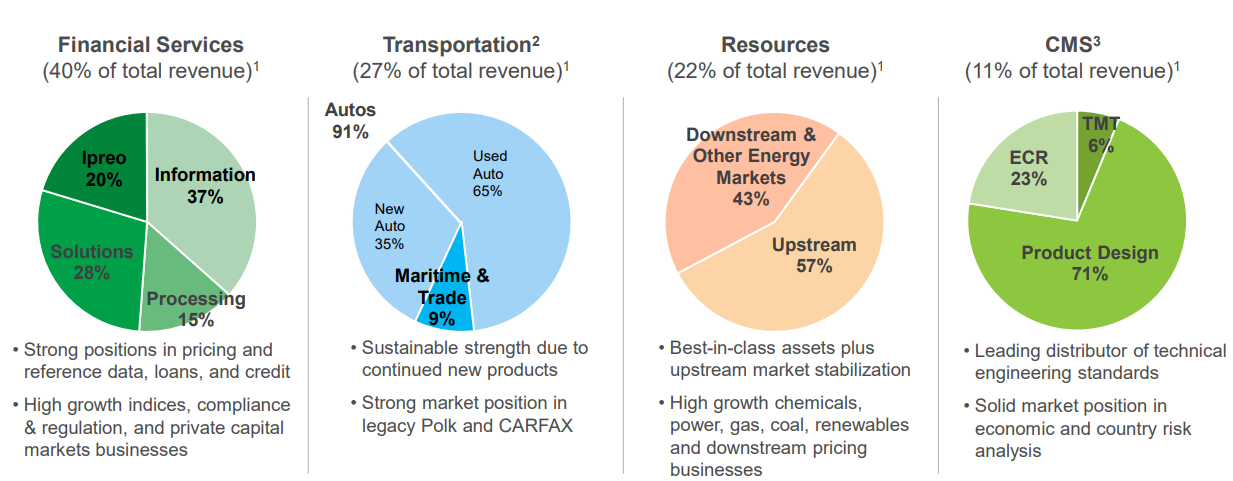 Financial Services
(40% of total revenue)¹
Ipreo
20%
Information
37%
Solutions
28%
Processing
15%
• Strong positions in pricing and
reference data, loans, and credit
• High growth indices, compliance
& regulation, and private capital
markets businesses
Transportation²
(27% of total revenue)¹
Autos
91%
Used
Auto
65%
New
Auto
35%
Maritime &
Trade
9%
• Sustainable strength due to
continued new products
• Strong market position in
legacy Polk and CARFAX
Resources
(22% of total revenue)¹
Downstream &
Other Energy
Markets
43%
Upstream
57%
• Best-in-class assets plus
upstream market stabilization
• High growth chemicals,
power, gas, coal, renewables
and downstream pricing
businesses
CMS³
(11% of total revenue)¹
TMT
6%
ECR
23%
Product Design
71%
• Leading distributor of technical
engineering standards
• Solid market position in
economic and country risk
analysis